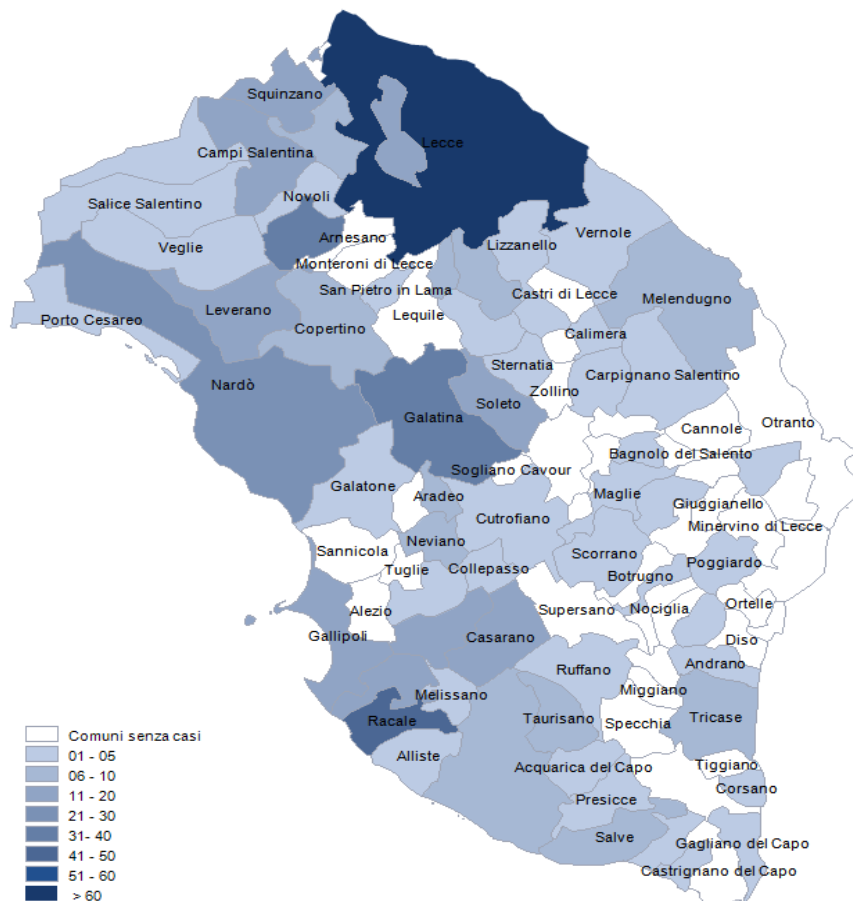 Squinzano
Lecce
Campi Salentina
Novoli
Salice Salentino
Arnesano
Vernole
Lizzanello
Veglie
Monteroni di Lecce
San Pietro in Lama
Castri di Lecce
Melendugno
Leverano
Lequile
Porto Cesareo
Copertino
Calimera
Sternatia
Carpignano Salentino
Nardò
Zollino
Soleto
Galatina
Otranto
Cannole
Bagnolo del Salento
Sogliano Cavour
Galatone
Aradeo
Maglie
Giuggianello
Cutrofiano
Minervino di Lecce
Neviano
Sannicola
Scorrano
Poggiardo
Tuglie
Collepasso
Botrugno
Alezio
Supersano
Nociglia
Ortelle
Gallipoli
Casarano
Diso
Ruffano
Andrano
Miggiano
Melissano
Racale
Taurisano
Specchia
Tricase
Alliste
Acquarica del Capo
Tiggiano
Corsano
Presicce
Salve
Gagliano del Capo
Castrignano del Capo
Comuni senza casi
01 - 05
06 - 10
11 - 20
21 - 30
31- 40
41 - 50
51 - 60
> 60